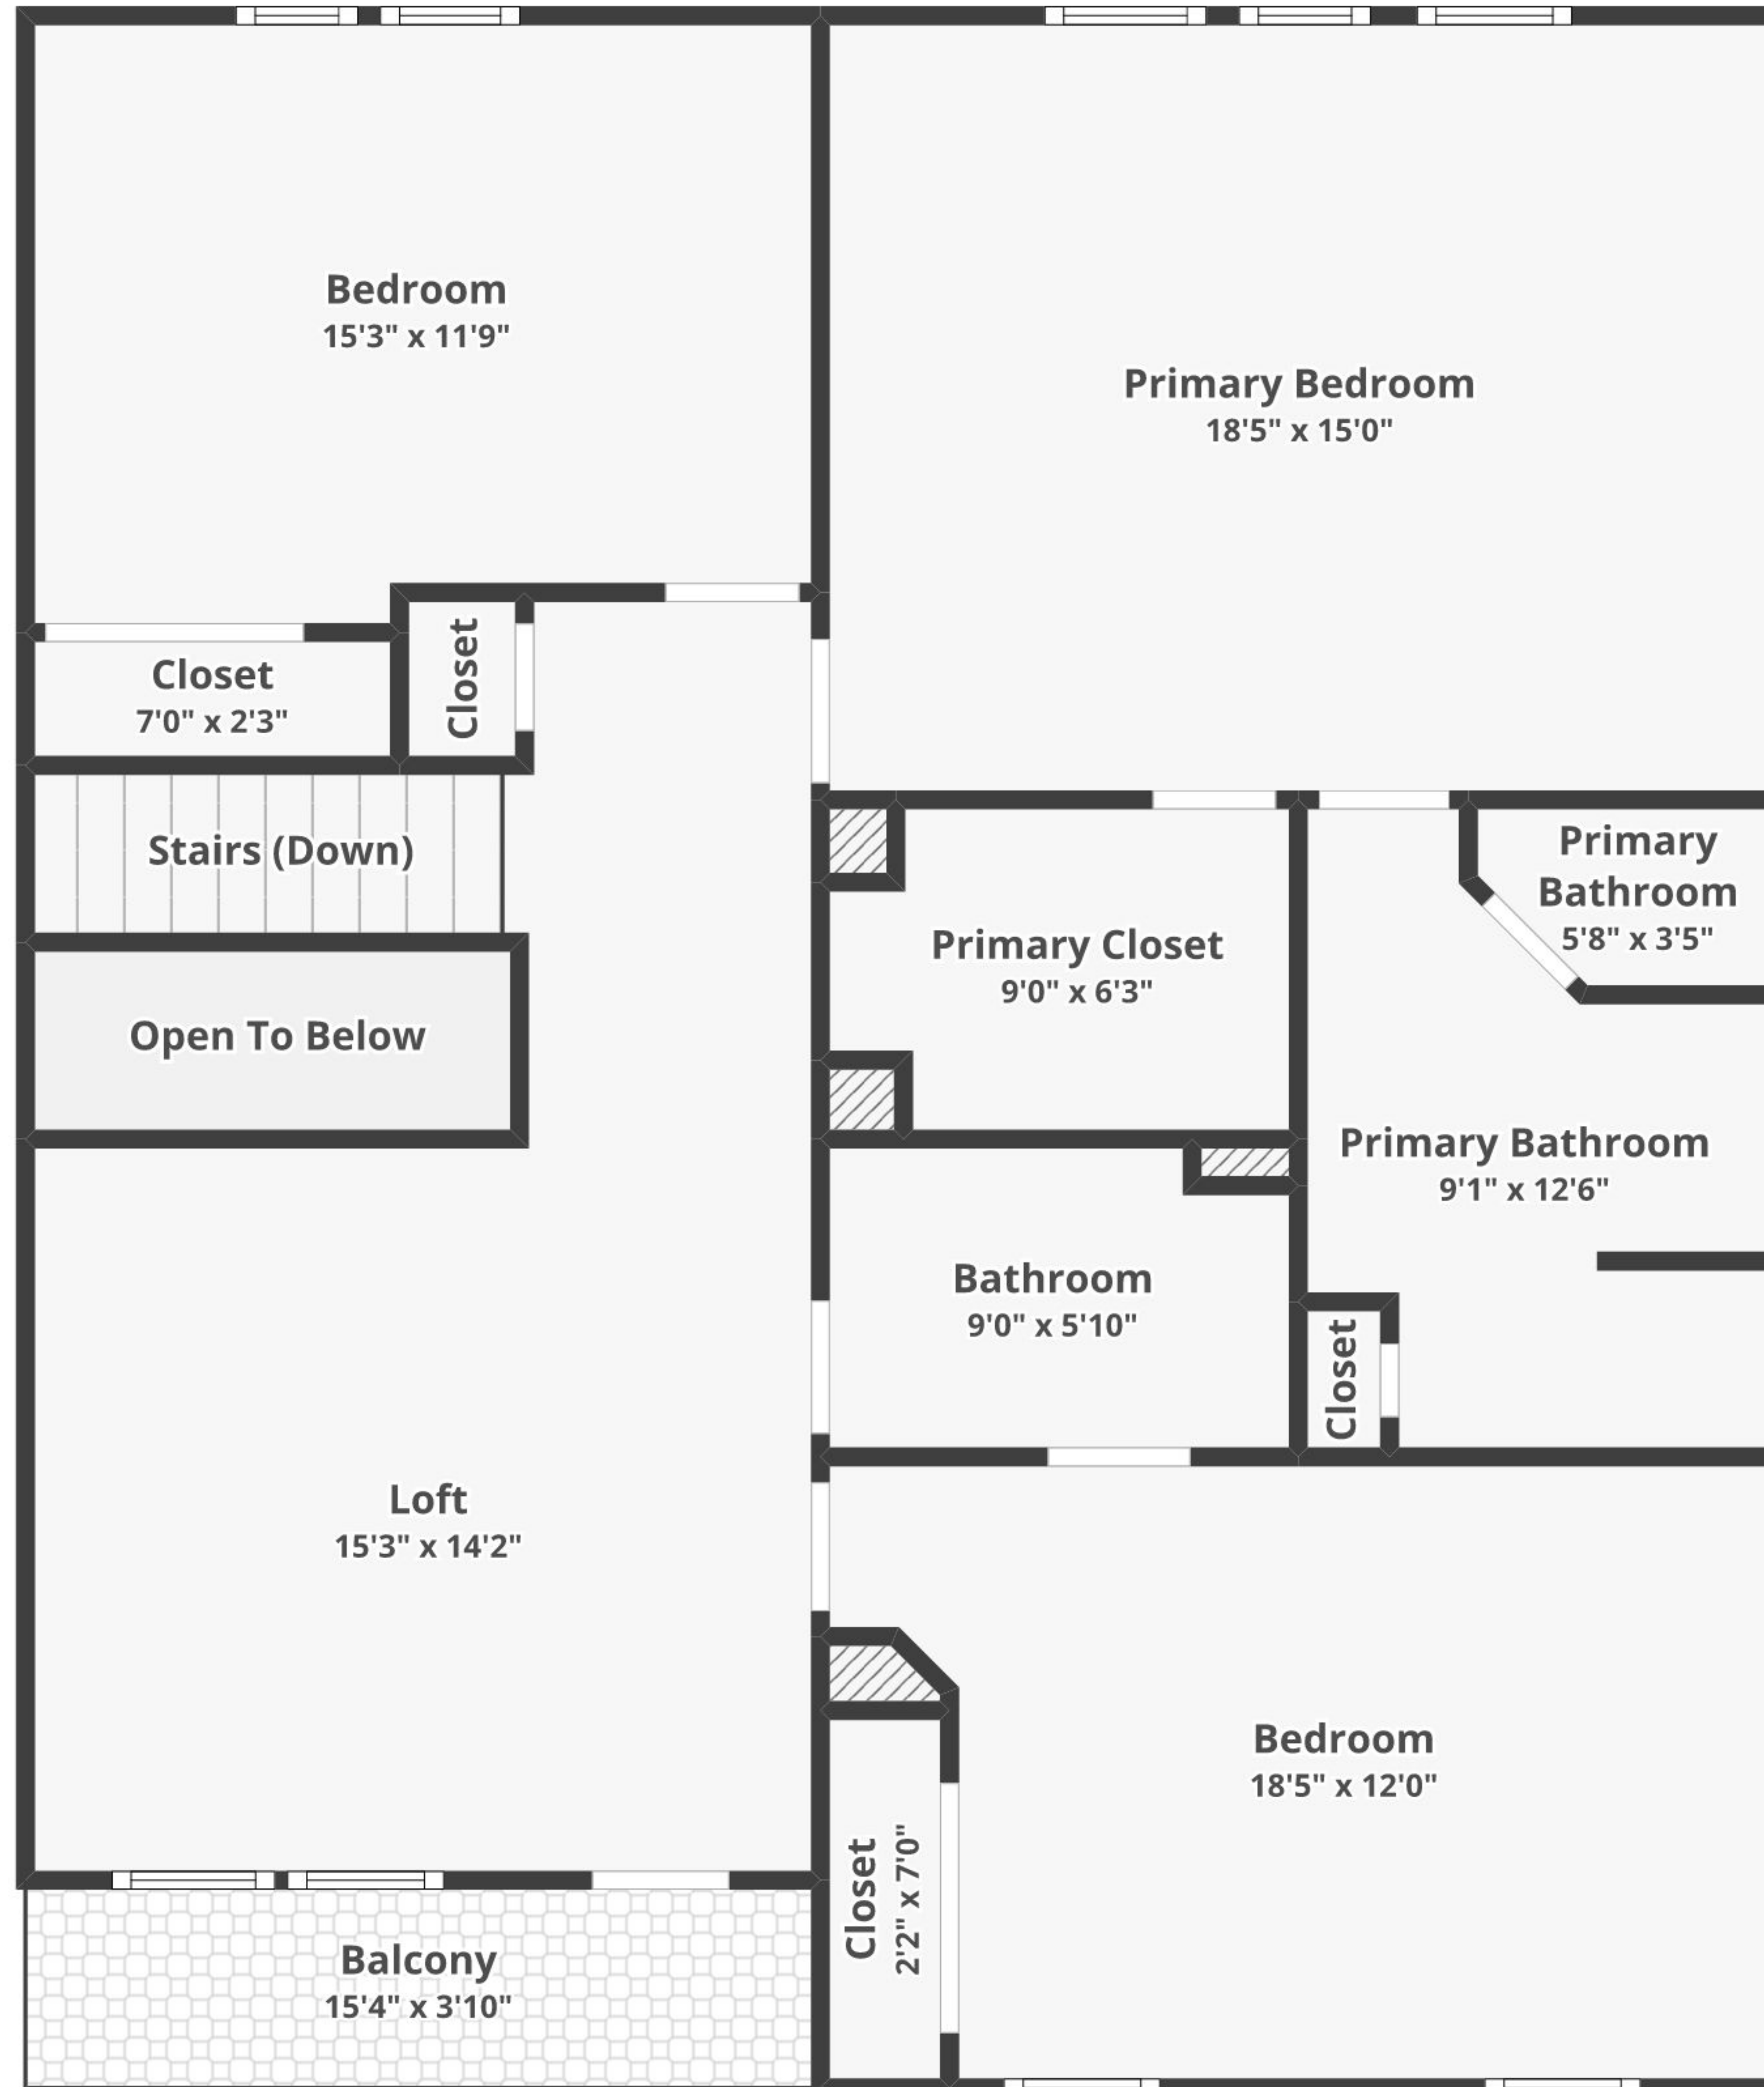 Bedroom
15'3" x 11'9"
Primary Bedroom
18'5" x 15'0"
Closet
7'0" x 2'3"
Closet
Stairs (Down)
Primary
Bathroom
5'8" x 3'5"
Primary Closet
9'0" x 6'3"
Open To Below
Primary Bathroom
9'1" x 12'6"
Bathroom
9'0" x 5'10"
Closet
Loft
15'3" x 14'2"
Bedroom
18'5" x 12'0"
Closet
2'2" x 7'0"
Balcony
15'4" x 3'10"